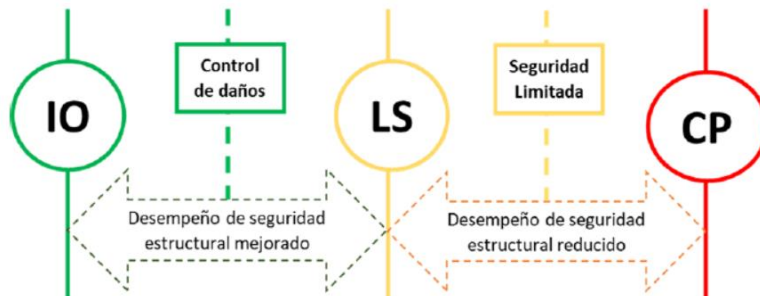 IO
Control
de daños
LS
Seguridad
Limitada
CP
Desempeño de seguridad
estructural mejorado
Desempeño de seguridad
estructural reducido